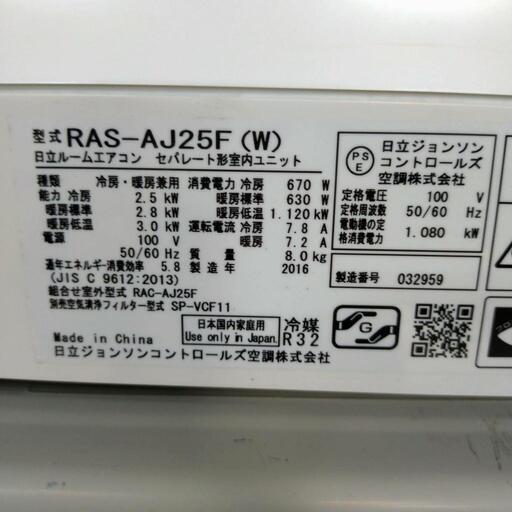 型式 RAS-AJ25F(W)
日立ルームエアコン セパレート形室内ユニット
種類 冷房・暖房兼用
能力 冷房 2.5 kW
暖房標準 2.8 kW
暖房低温 3.0 kW
電源 100 V
50/60 Hz
通年エネルギー消費効率 5.8
(JIS C 9612:2013)
消費電力 冷房 670 W
暖房標準 630 W
暖房低温 1.120 kW
運転電流 冷房 7.8 A
暖房 7.2 A
質量 8.0 kg
製造年 2016
組合せ室外型式 RAC-AJ25F
別売空気清浄フィルター型式 SP-VCF11
Made in China
日本国内家庭用
Use only in Japan.
冷媒
R32
日立ジョンソンコントロールズ空調株式会社
PS
E
日立ジョンソン
コントロールズ
空調株式会社
定格電圧 100 V
定格周波数 50/60 Hz
電動機の定
格消費電力 1.080 kW
製造番号 032959
G